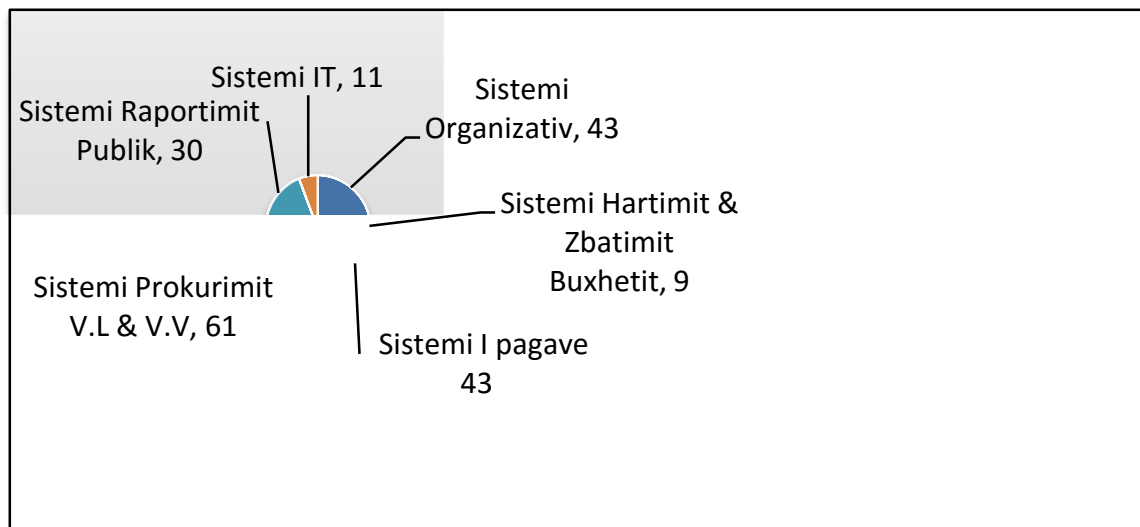 Sistemi IT, 11
Sistemi
Organizativ, 43
Sistemi Raportimit
Publik, 30
Sistemi Hartimit &
Zbatimit
Buxhetit, 9
Sistemi Prokurimit
V.L & V.V, 61
Sistemi I pagave
43